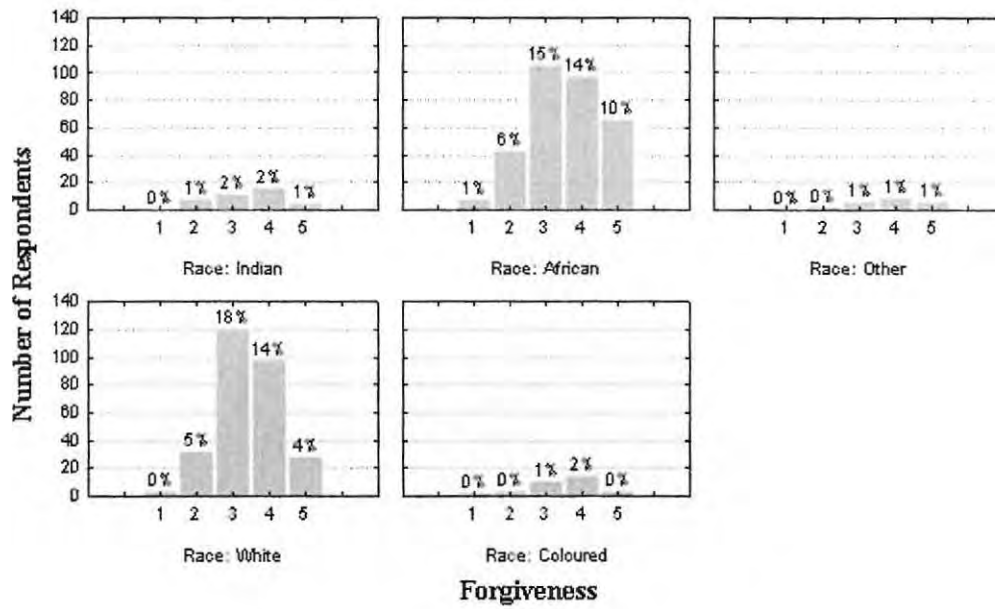 Number of Respondents
140
120
100
80
60
40
20
0
0% 1% 2% 2% 1%
1 2 3 4 5
Race: Indian
1% 6% 15% 14% 10%
1 2 3 4 5
Race: African
0% 0% 1% 1% 1%
1 2 3 4 5
Race: Other
140
120
100
80
60
40
20
0
0% 5% 18% 14% 4%
1 2 3 4 5
Race: White
0% 0% 1% 2% 0%
1 2 3 4 5
Race: Coloured
Forgiveness